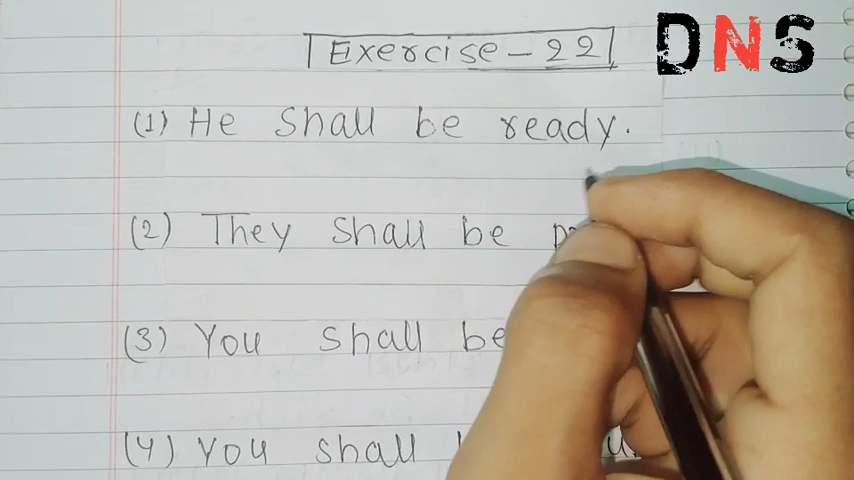 DNS
Exercise - 22
(1) He shall be ready.
(2) They shall be
(3) You shall be
(4) You shall